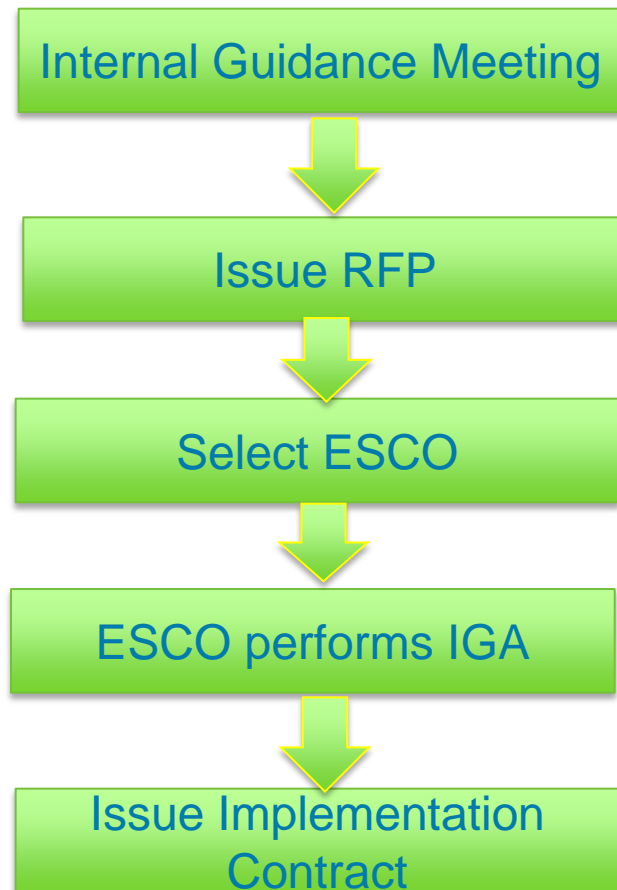 Internal Guidance Meeting
Issue RFP
Select ESCO
ESCO performs IGA
Issue Implementation
Contract